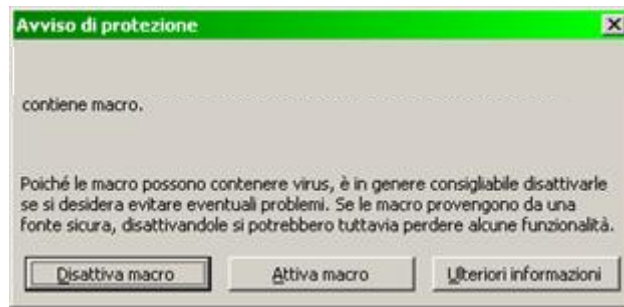 Avviso di protezione
contiene macro.
Poiché le macro possono contenere virus, è in genere consigliabile disattivarle
se si desidera evitare eventuali problemi. Se le macro provengono da una
fonte sicura, disattivandole si potrebbero tuttavia perdere alcune funzionalità.
Disattiva macro Attiva macro Ulteriori informazioni